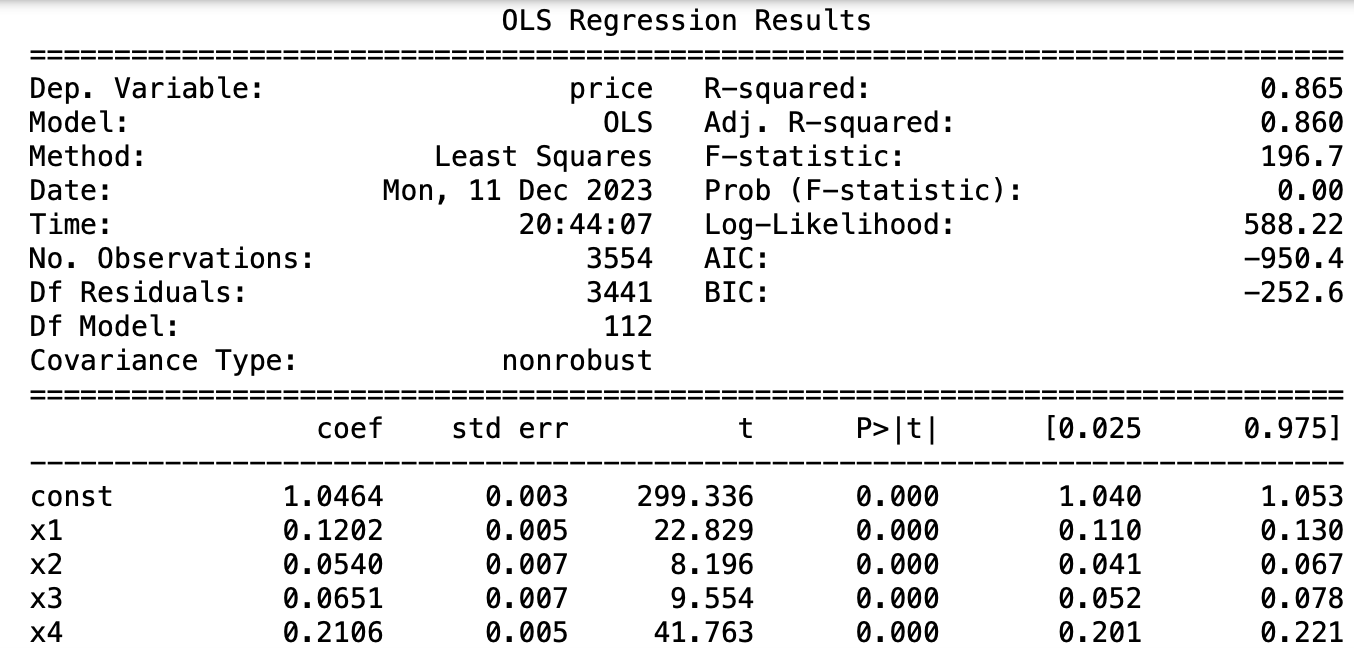 OLS Regression Results
==============================================================================
Dep. Variable: price R-squared: 0.865
Model: OLS Adj. R-squared: 0.860
Method: Least Squares F-statistic: 196.7
Date: Mon, 11 Dec 2023 Prob (F-statistic): 0.00
Time: 20:44:07 Log-Likelihood: 588.22
No. Observations: 3554 AIC: -950.4
Df Residuals: 3441 BIC: -252.6
Df Model: 112
Covariance Type: nonrobust
==============================================================================
coef std err t P>|t| [0.025 0.975]
------------------------------------------------------------------------------
const 1.0464 0.003 299.336 0.000 1.040 1.053
x1 0.1202 0.005 22.829 0.000 0.110 0.130
x2 0.0540 0.007 8.196 0.000 0.041 0.067
x3 0.0651 0.007 9.554 0.000 0.052 0.078
x4 0.2106 0.005 41.763 0.000 0.201 0.221